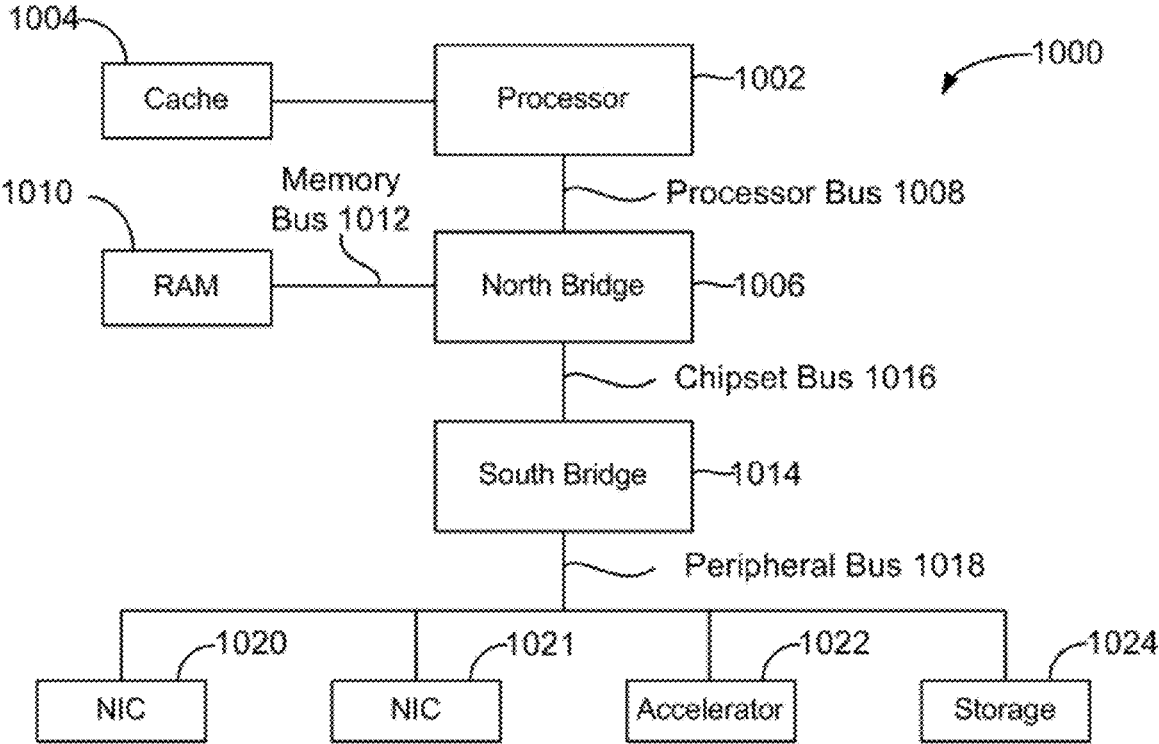 1004
1000
Cache
Processor
1002
Memory
Bus 1012
Processor Bus 1008
1010
RAM
North Bridge
1006
Chipset Bus 1016
South Bridge
1014
Peripheral Bus 1018
1020
1021
1022
1024
NIC
NIC
Accelerator
Storage